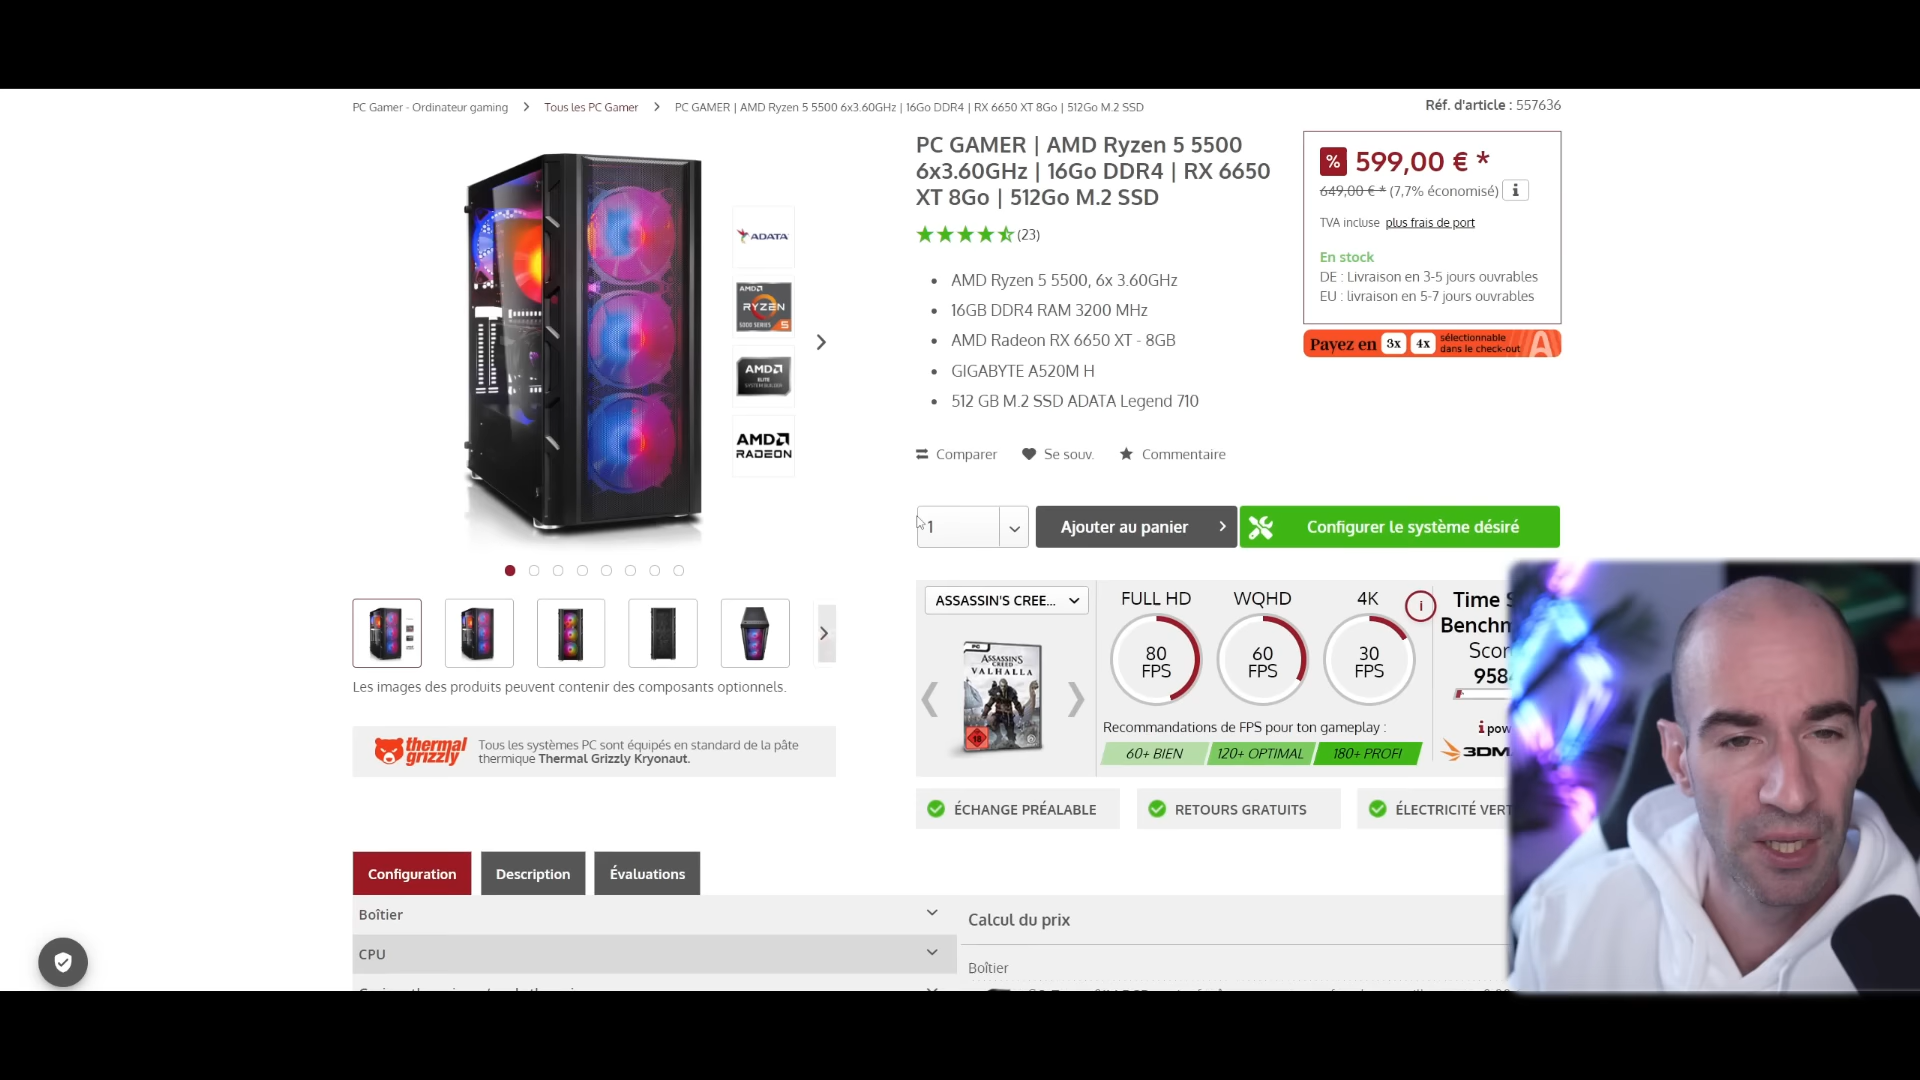 PC Gamer - Ordinateur gaming > Tous les PC Gamer > PC GAMER | AMD Ryzen 5 5500 6x3.60GHz | 16Go DDR4 | RX 6650 XT 8Go | 512Go M.2 SSD
Réf. d'article : 557636
PC GAMER | AMD Ryzen 5 5500
6x3.60GHz | 16Go DDR4 | RX 6650
XT 8Go | 512Go M.2 SSD
(23)
% 599,00 € *
649,00 € * (7,7% économisé) i
TVA incluse plus frais de port
En stock
DE : Livraison en 3-5 jours ouvrables
EU : livraison en 5-7 jours ouvrables
Payez en 3x 4x sélectionnable
dans le check-out
ADATA
AMD
RYZEN
5000 SERIES 5
AMD
ELITE
SYSTEM BUILDER
AMD
RADEON
• AMD Ryzen 5 5500, 6x 3.60GHz
• 16GB DDR4 RAM 3200 MHz
• AMD Radeon RX 6650 XT - 8GB
• GIGABYTE A520M H
• 512 GB M.2 SSD ADATA Legend 710
Comparer Se souv. Commentaire
1 Ajouter au panier Configurer le système désiré
Les images des produits peuvent contenir des composants optionnels.
thermal
grizzly
Tous les systèmes PC sont équipés en standard de la pâte
thermique Thermal Grizzly Kryonaut.
ASSASSIN'S CREE...
PC
ASSASSIN'S
CREED
VALHALLA
18
FULL HD WQHD 4K i
80
FPS
60
FPS
30
FPS
Recommandations de FPS pour ton gameplay :
60+ BIEN 120+ OPTIMAL 180+ PROFI
Time S
Benchm
Scor
958
i pow
3DM
ÉCHANGE PRÉALABLE RETOURS GRATUITS ÉLECTRICITÉ VERT
Configuration Description Évaluations
Boîtier
CPU
Calcul du prix
Boîtier